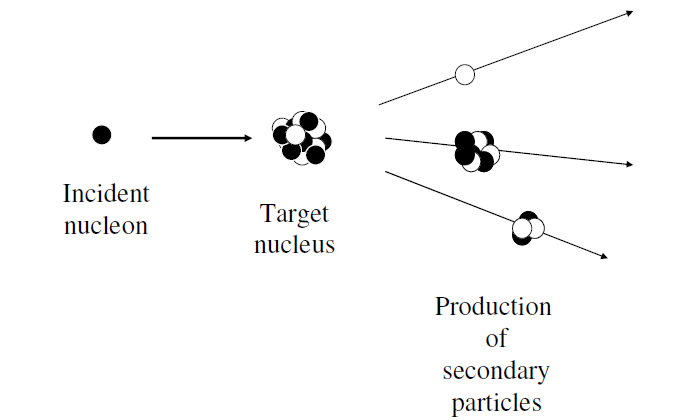 Incident
nucleon
Target
nucleus
Production
of
secondary
particles